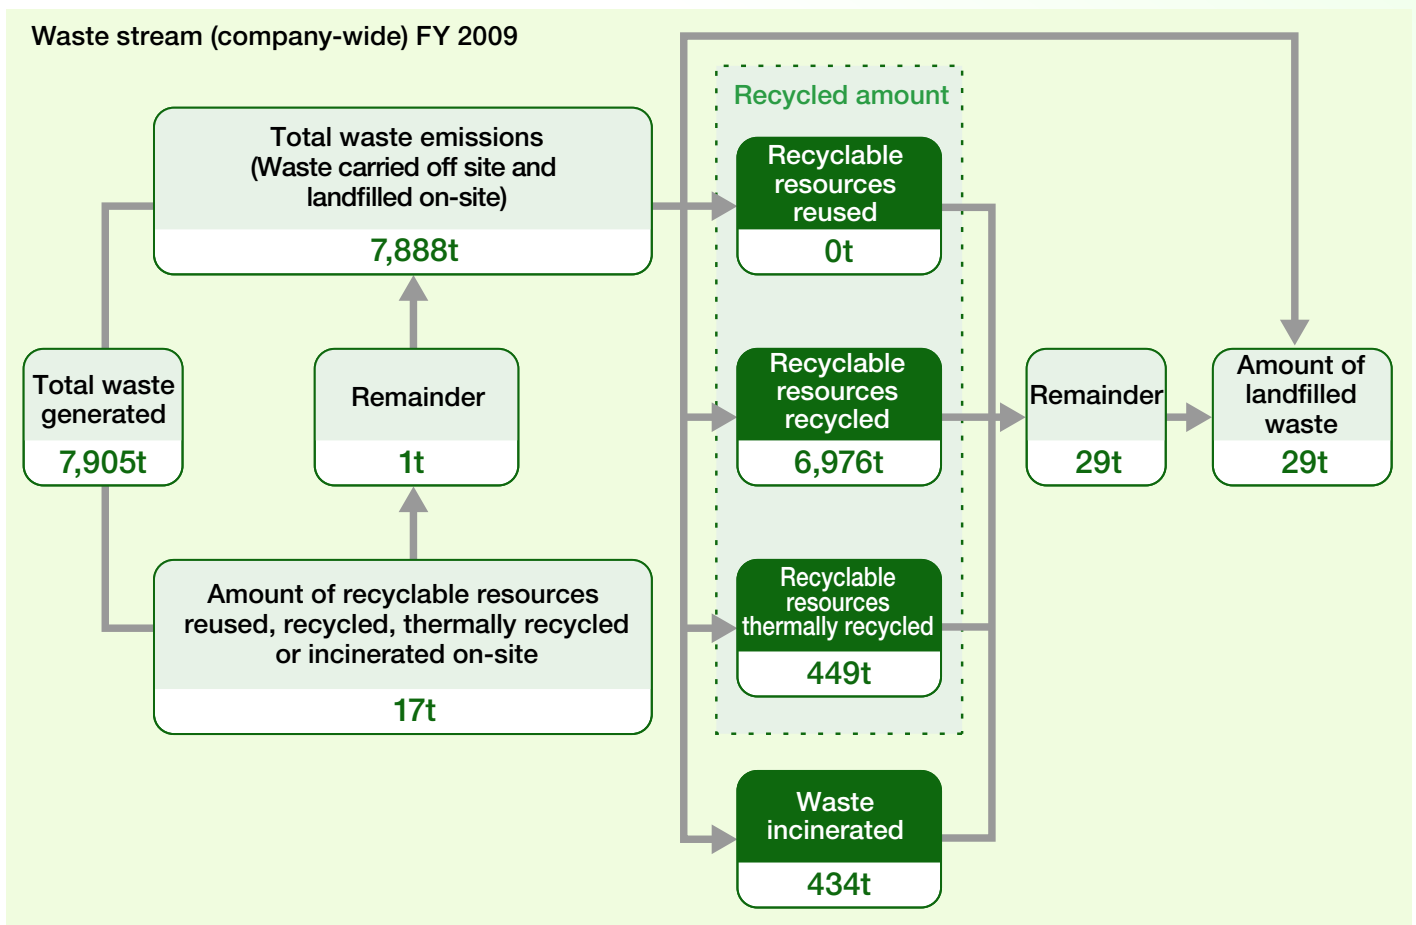 Waste stream (company-wide) FY 2009
Total waste emissions
(Waste carried off site and
landfilled on-site)
7,888t
Total waste
generated
7,905t
Remainder
1t
Amount of recyclable resources
reused, recycled, thermally recycled
or incinerated on-site
17t
Recycled amount
Recyclable
resources
reused
0t
Recyclable
resources
recycled
6,976t
Recyclable
resources
thermally recycled
449t
Waste
incinerated
434t
Remainder
29t
Amount of
landfilled
waste
29t